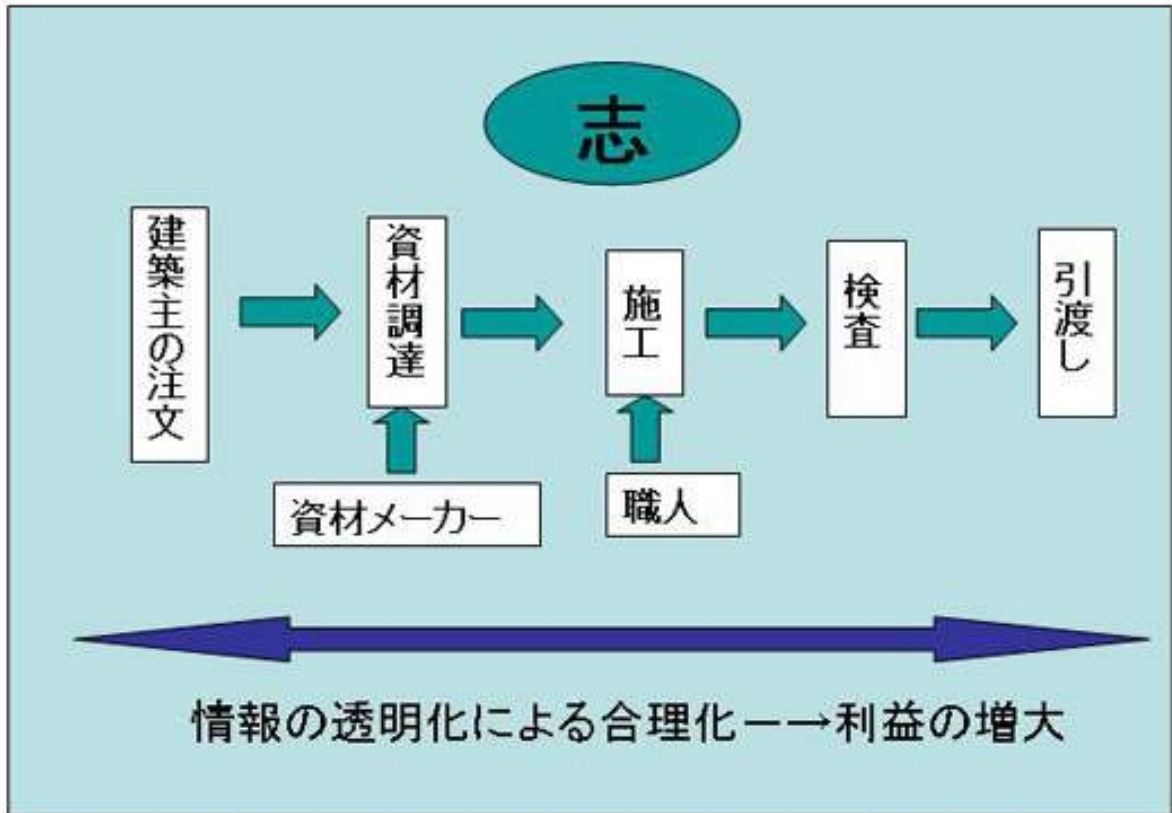 志
建築主の注文
資材調達
施工
検査
引渡し
資材メーカー
職人
情報の透明化による合理化ー→利益の増大